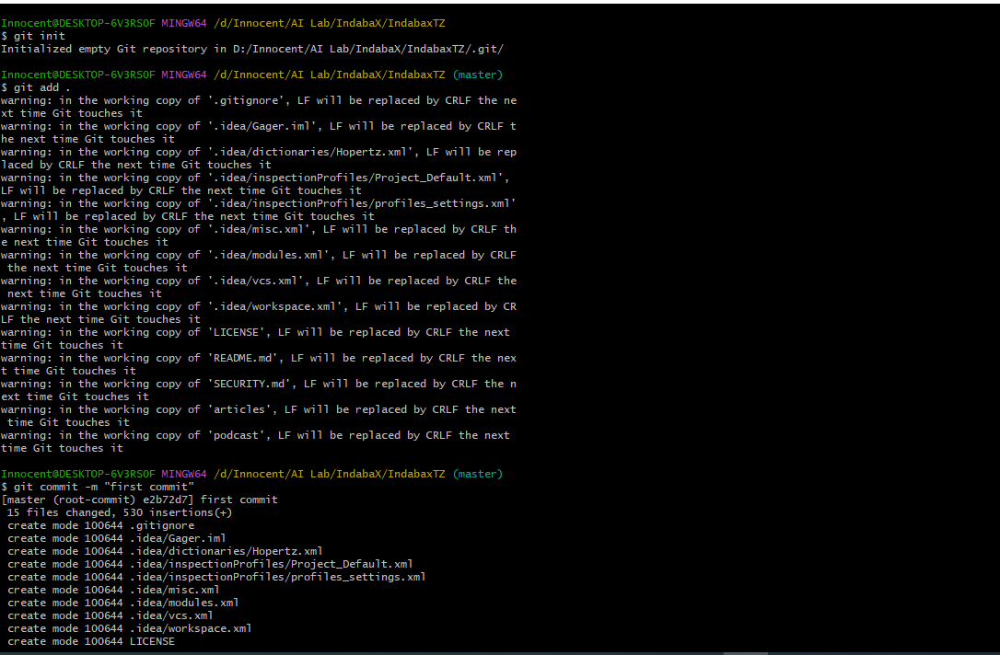 Innocent@DESKTOP-6V3RSOF MINGW64 /d/Innocent/AI Lab/IndabaX/IndabaxTZ
$ git init
Initialized empty Git repository in D:/Innocent/AI Lab/IndabaX/IndabaxTZ/.git/
Innocent@DESKTOP-6V3RSOF MINGW64 /d/Innocent/AI Lab/IndabaX/IndabaxTZ (master)
$ git add .
warning: in the working copy of '.gitignore', LF will be replaced by CRLF the ne
xt time Git touches it
warning: in the working copy of '.idea/Gager.iml', LF will be replaced by CRLF t
he next time Git touches it
warning: in the working copy of '.idea/dictionaries/Hopertz.xml', LF will be rep
laced by CRLF the next time Git touches it
warning: in the working copy of '.idea/inspectionProfiles/Project_Default.xml',
LF will be replaced by CRLF the next time Git touches it
warning: in the working copy of '.idea/inspectionProfiles/profiles_settings.xml'
, LF will be replaced by CRLF the next time Git touches it
warning: in the working copy of '.idea/misc.xml', LF will be replaced by CRLF th
e next time Git touches it
warning: in the working copy of '.idea/modules.xml', LF will be replaced by CRLF
 the next time Git touches it
warning: in the working copy of '.idea/vcs.xml', LF will be replaced by CRLF the
 next time Git touches it
warning: in the working copy of '.idea/workspace.xml', LF will be replaced by CR
LF the next time Git touches it
warning: in the working copy of 'LICENSE', LF will be replaced by CRLF the next
time Git touches it
warning: in the working copy of 'README.md', LF will be replaced by CRLF the nex
t time Git touches it
warning: in the working copy of 'SECURITY.md', LF will be replaced by CRLF the n
ext time Git touches it
warning: in the working copy of 'articles', LF will be replaced by CRLF the next
 time Git touches it
warning: in the working copy of 'podcast', LF will be replaced by CRLF the next
time Git touches it
Innocent@DESKTOP-6V3RSOF MINGW64 /d/Innocent/AI Lab/IndabaX/IndabaxTZ (master)
$ git commit -m "first commit"
[master (root-commit) e2b72d7] first commit
 15 files changed, 530 insertions(+)
 create mode 100644 .gitignore
 create mode 100644 .idea/Gager.iml
 create mode 100644 .idea/dictionaries/Hopertz.xml
 create mode 100644 .idea/inspectionProfiles/Project_Default.xml
 create mode 100644 .idea/inspectionProfiles/profiles_settings.xml
 create mode 100644 .idea/misc.xml
 create mode 100644 .idea/modules.xml
 create mode 100644 .idea/vcs.xml
 create mode 100644 .idea/workspace.xml
 create mode 100644 LICENSE